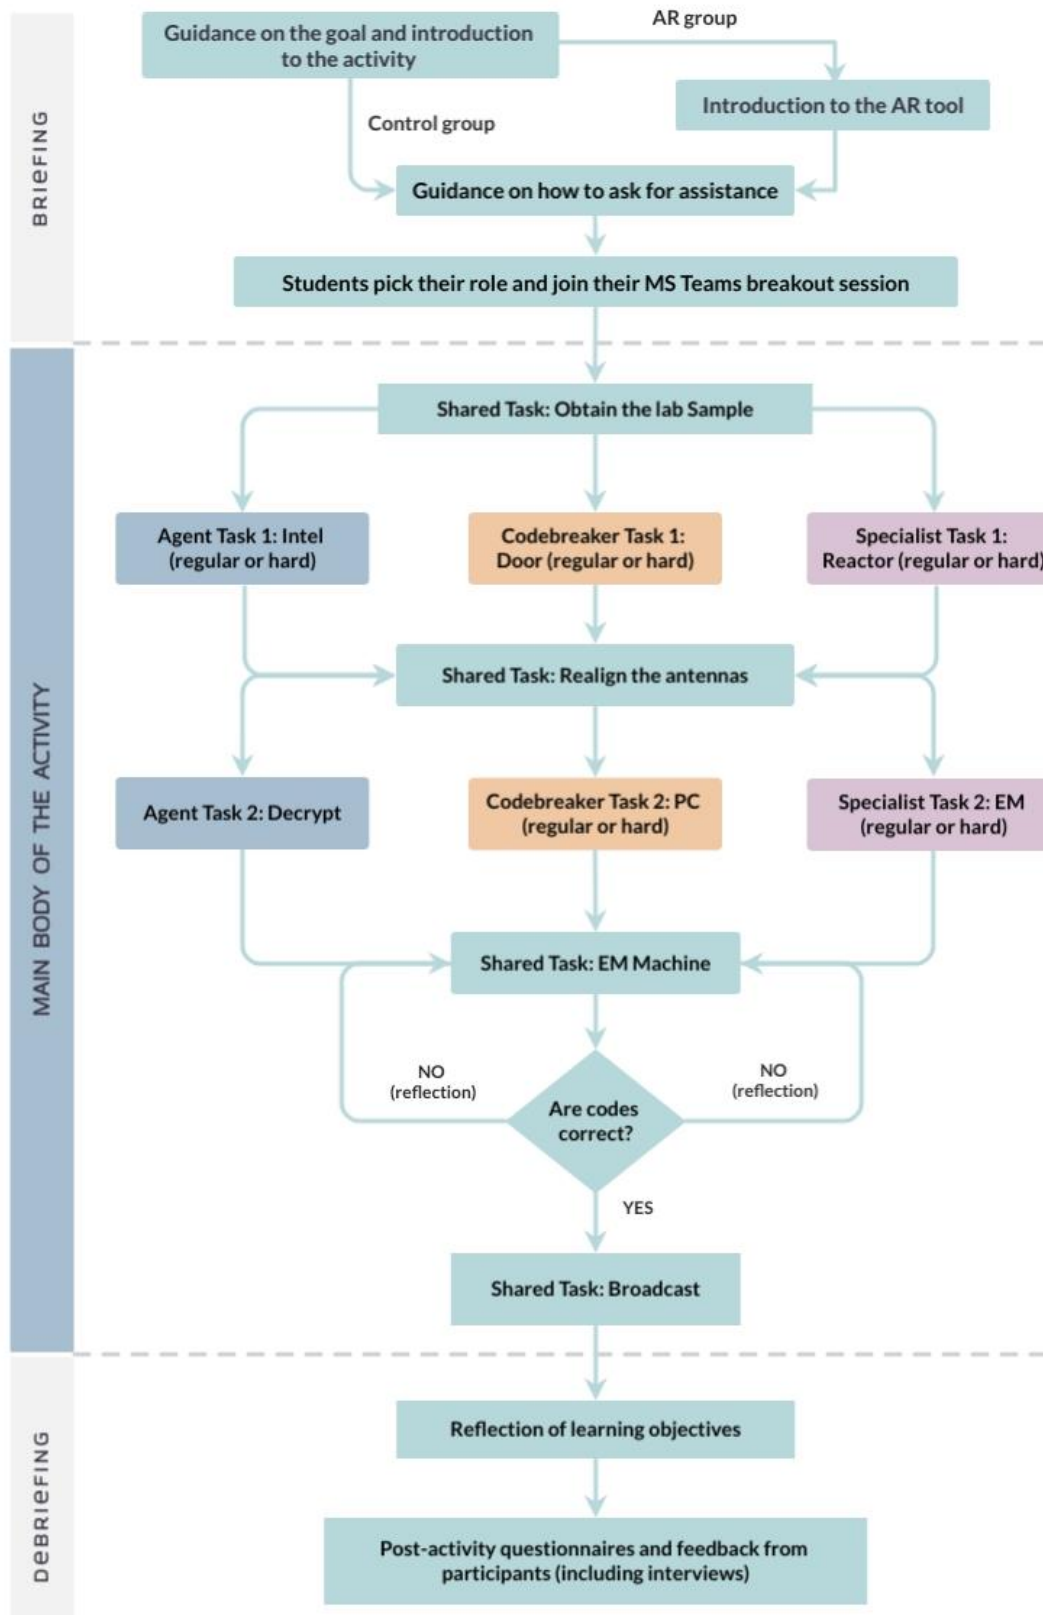 BRIEFING
Guidance on the goal and introduction
to the activity
AR group
Introduction to the AR tool
Control group
Guidance on how to ask for assistance
Students pick their role and join their MS Teams breakout session
MAIN BODY OF THE ACTIVITY
Shared Task: Obtain the lab Sample
Agent Task 1: Intel
(regular or hard)
Codebreaker Task 1:
Door (regular or hard)
Specialist Task 1:
Reactor (regular or hard)
Shared Task: Realign the antennas
Agent Task 2: Decrypt
Codebreaker Task 2: PC
(regular or hard)
Specialist Task 2: EM
(regular or hard)
Shared Task: EM Machine
NO
(reflection)
Are codes
correct?
NO
(reflection)
YES
Shared Task: Broadcast
DEBRIEFING
Reflection of learning objectives
Post-activity questionnaires and feedback from
participants (including interviews)